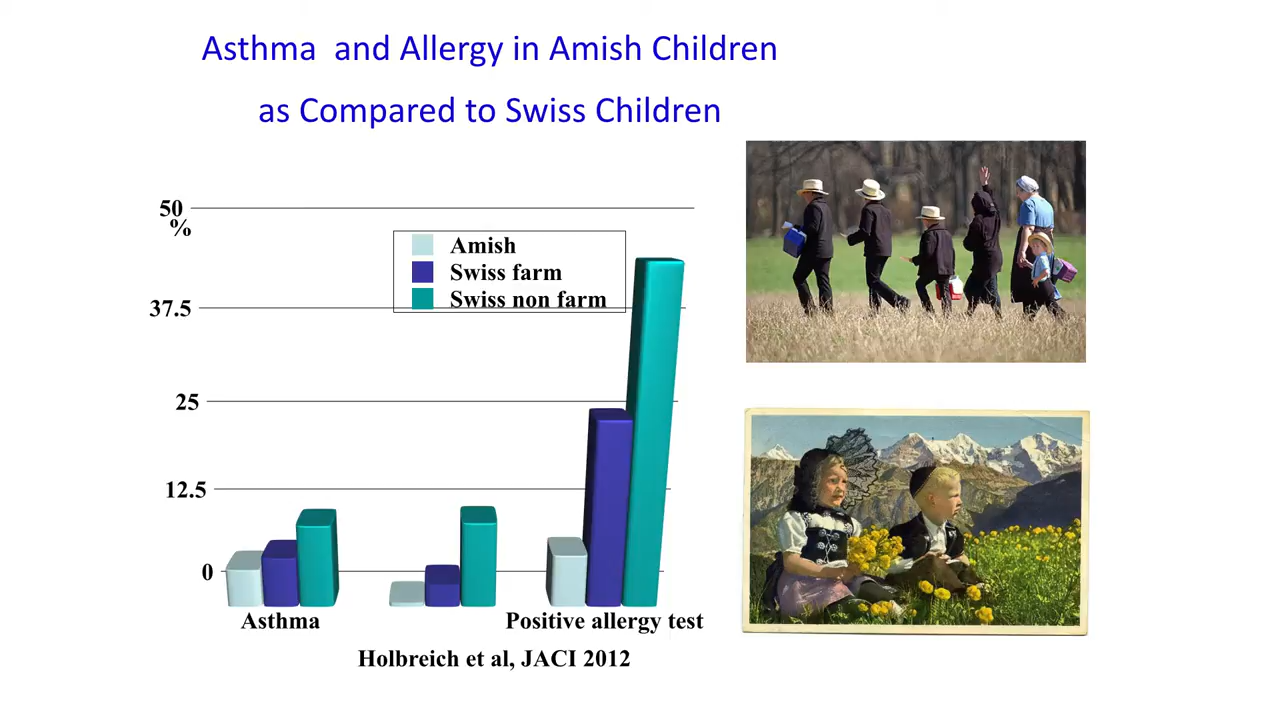 Asthma  and Allergy in Amish Children
as Compared to Swiss Children
50
%
Amish
Swiss farm
Swiss non farm
37.5
25
12.5
0
Asthma
Positive allergy test
Holbreich et al, JACI 2012